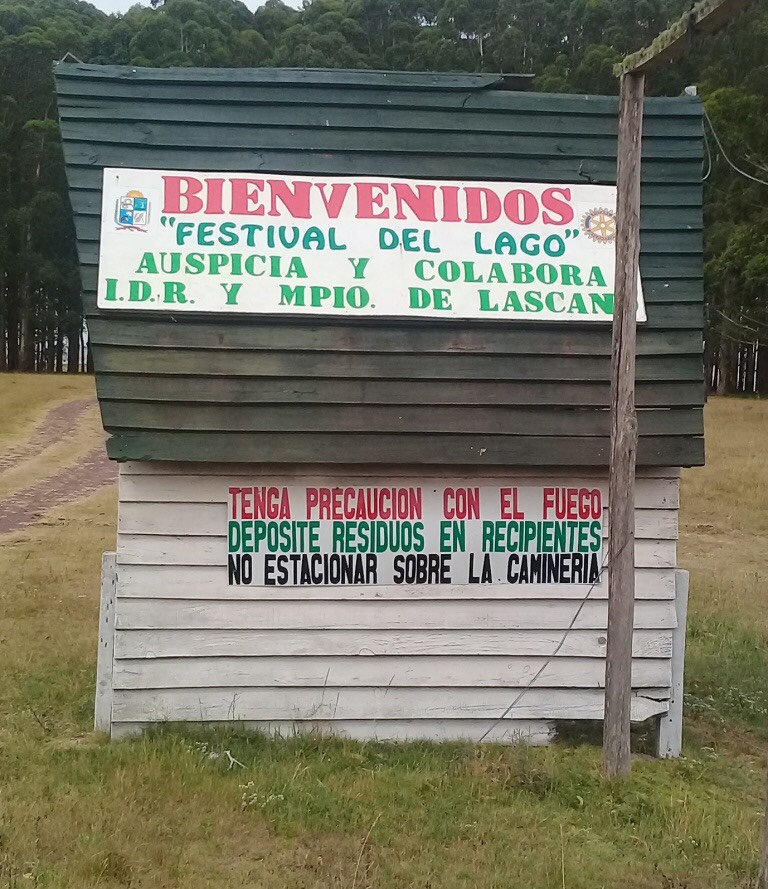 BIENVENIDOS
"FESTIVAL DEL LAGO"
AUSPICIA Y COLABORA
I.D.R. Y MPIO. DE LASCAN
TENGA PRECAUCION CON EL FUEGO
DEPOSITE RESIDUOS EN RECIPIENTES
NO ESTACIONAR SOBRE LA CAMINERIA